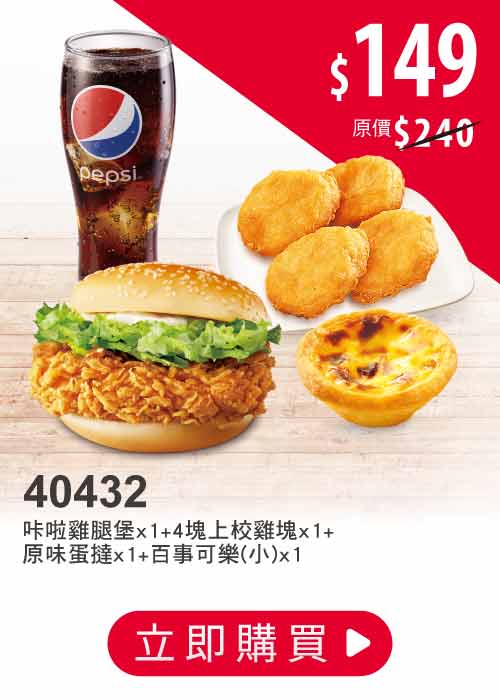 $149
原價$240
pepsi
40432
咔啦雞腿堡x1+4塊上校雞塊x1+
原味蛋撻x1+百事可樂(小)x1
立即購買